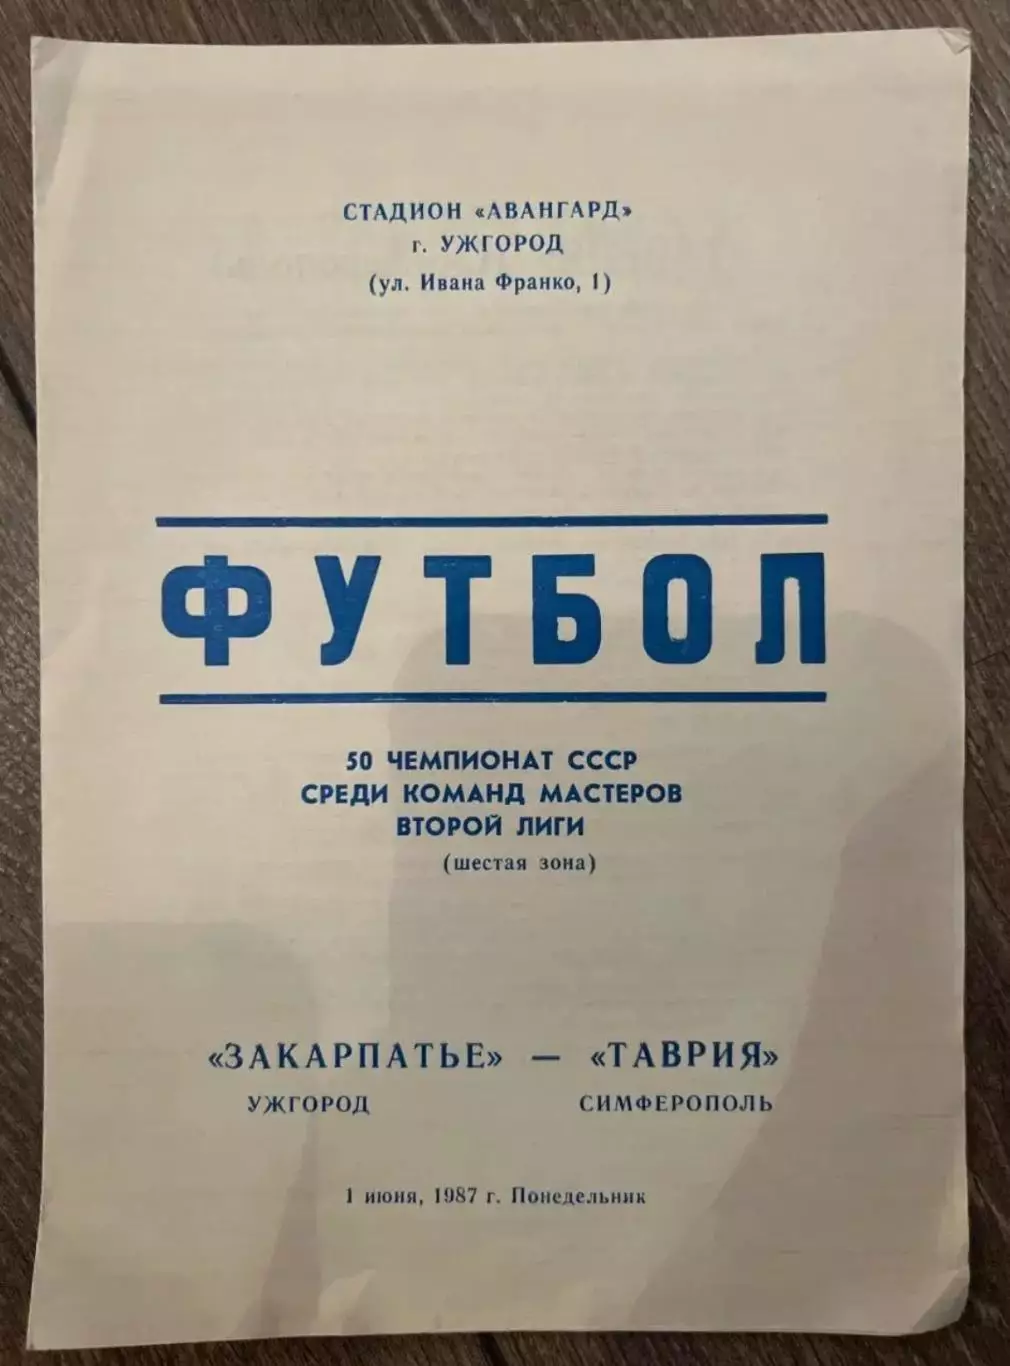 СТАДИОН «АВАНГАРД»
г. УЖГОРОД
(ул. Ивана Франко, 1)
ФУТБОЛ
50 ЧЕМПИОНАТ СССР
СРЕДИ КОМАНД МАСТЕРОВ
ВТОРОЙ ЛИГИ
(шестая зона)
«ЗАКАРПАТЬЕ» — «ТАВРИЯ»
УЖГОРОД СИМФЕРОПОЛЬ
1 июня, 1987 г. Понедельник